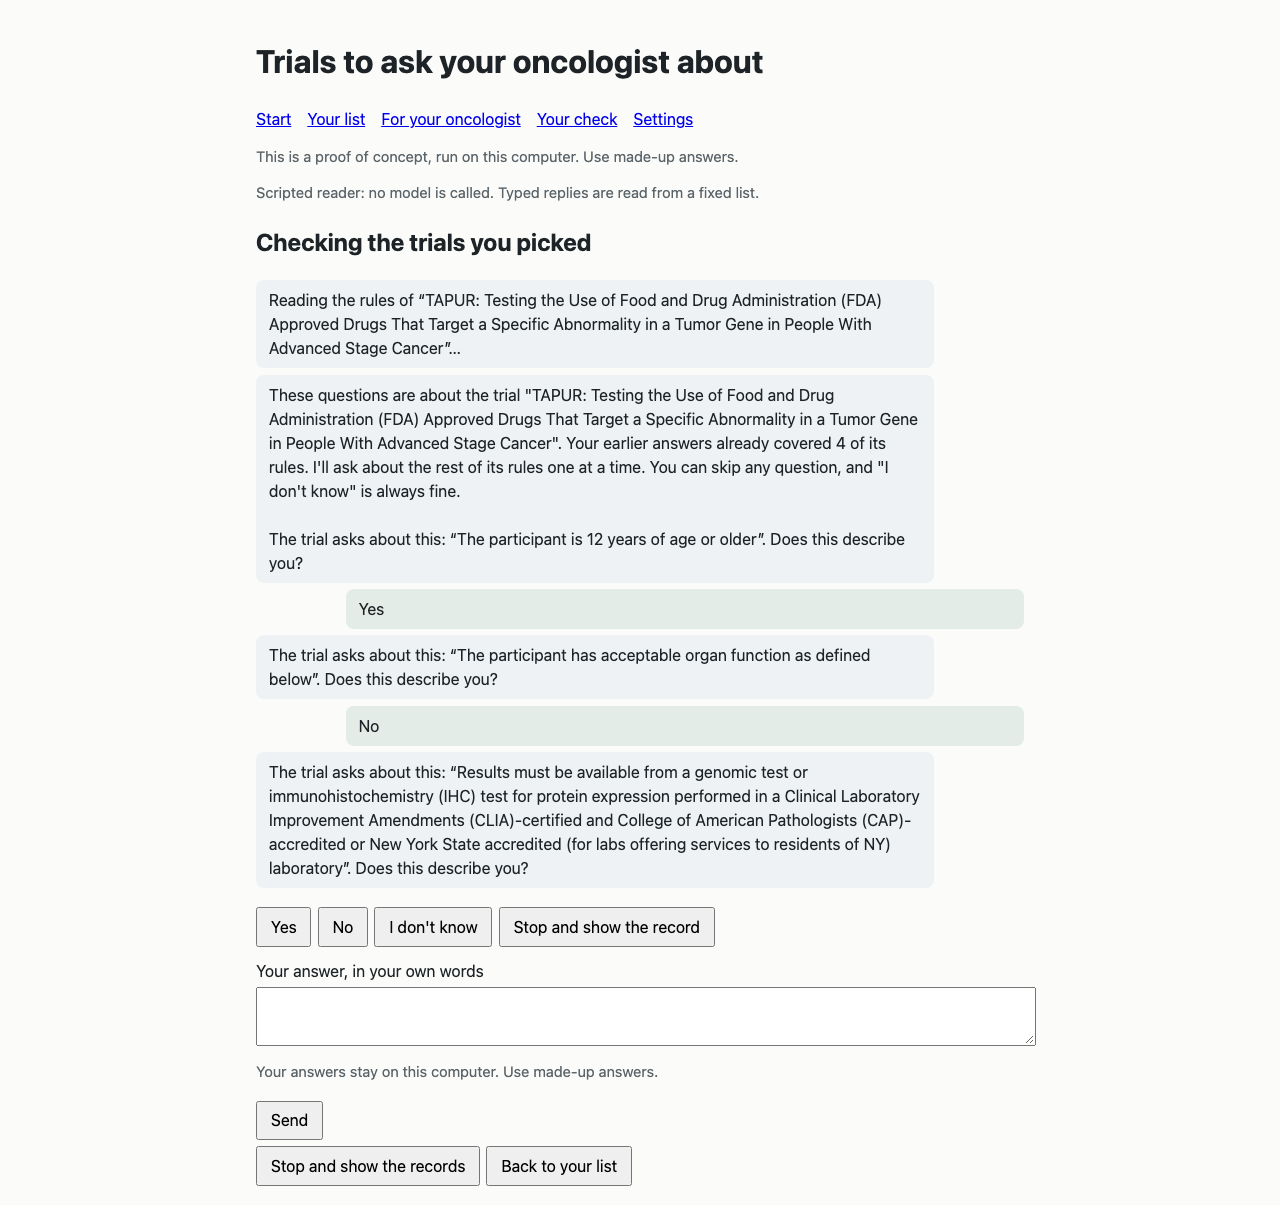 Trials to ask your oncologist about
Start Your list For your oncologist Your check Settings
This is a proof of concept, run on this computer. Use made-up answers.
Scripted reader: no model is called. Typed replies are read from a fixed list.
Checking the trials you picked
Reading the rules of “TAPUR: Testing the Use of Food and Drug Administration (FDA)
Approved Drugs That Target a Specific Abnormality in a Tumor Gene in People With
Advanced Stage Cancer”…
These questions are about the trial "TAPUR: Testing the Use of Food and Drug
Administration (FDA) Approved Drugs That Target a Specific Abnormality in a Tumor Gene
in People With Advanced Stage Cancer". Your earlier answers already covered 4 of its
rules. I'll ask about the rest of its rules one at a time. You can skip any question, and "I
don't know" is always fine.
The trial asks about this: “The participant is 12 years of age or older”. Does this describe
you?
Yes
The trial asks about this: “The participant has acceptable organ function as defined
below”. Does this describe you?
No
The trial asks about this: “Results must be available from a genomic test or
immunohistochemistry (IHC) test for protein expression performed in a Clinical Laboratory
Improvement Amendments (CLIA)-certified and College of American Pathologists (CAP)-
accredited or New York State accredited (for labs offering services to residents of NY)
laboratory”. Does this describe you?
Yes No I don't know Stop and show the record
Your answer, in your own words
Your answers stay on this computer. Use made-up answers.
Send
Stop and show the records Back to your list